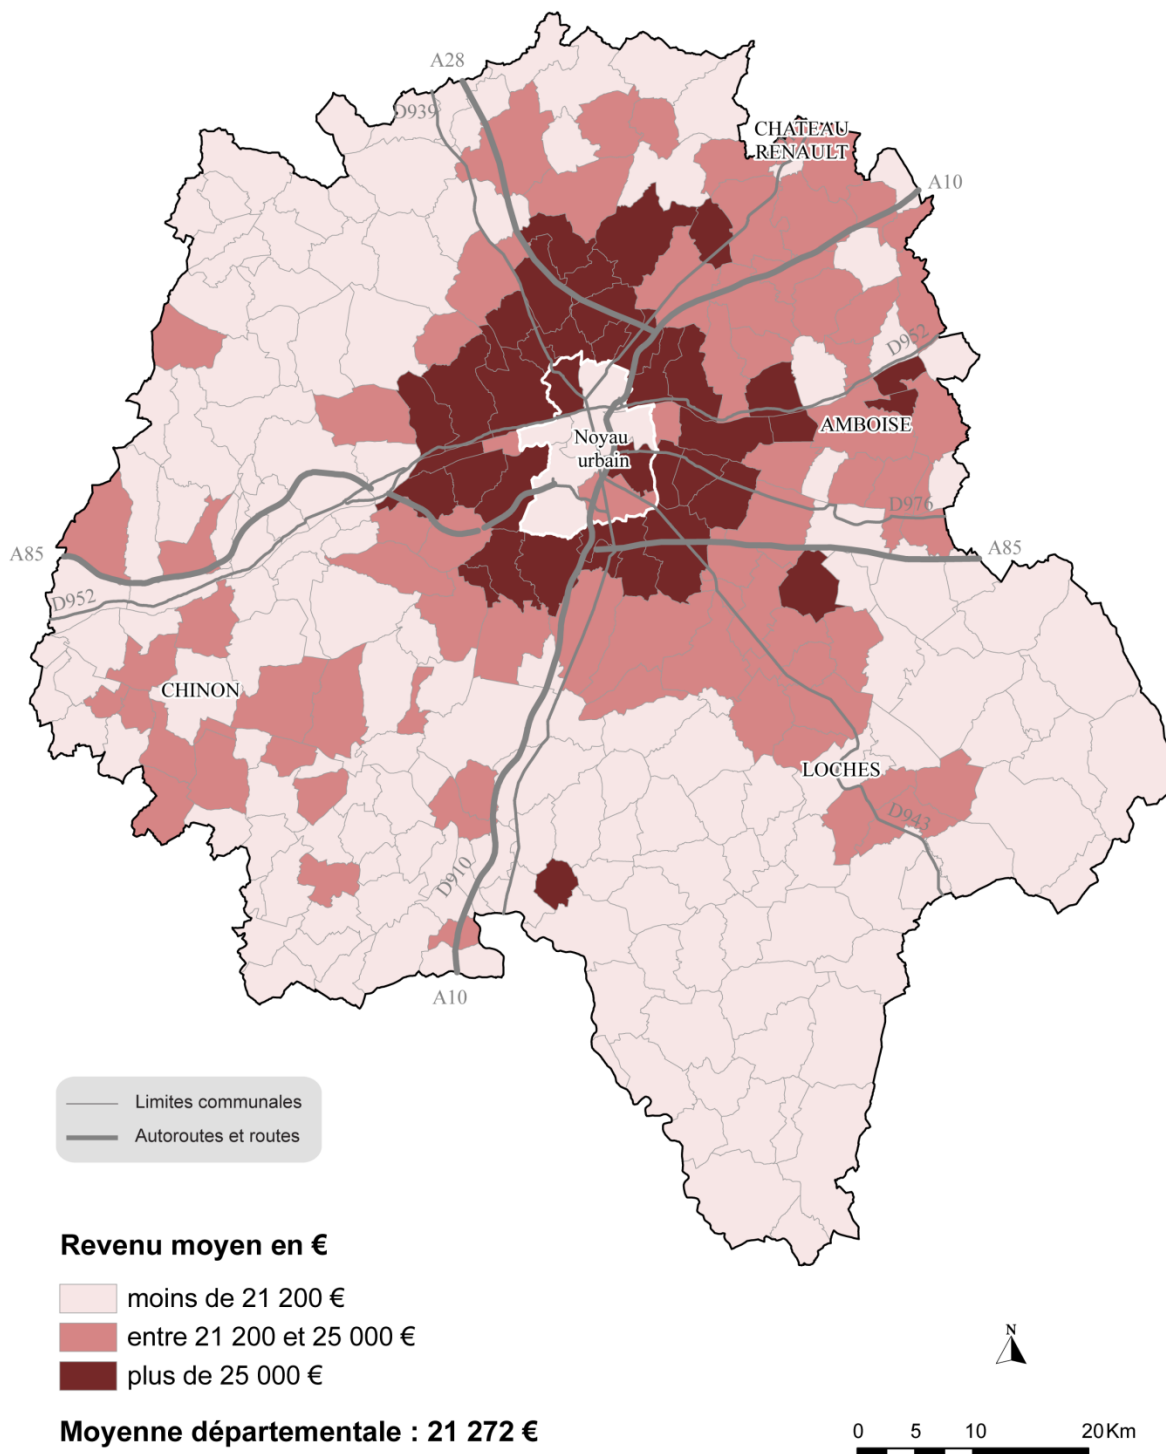 A28
D939
CHATEAU
RENAULT
A10
D952
AMBOISE
Noyau
urbain
D976
A85
A85
D952
CHINON
LOCHES
D943
D910
A10
Limites communales
Autoroutes et routes
Revenu moyen en €
moins de 21 200 €
entre 21 200 et 25 000 €
plus de 25 000 €
N
Moyenne départementale : 21 272 €
0 5 10 20Km